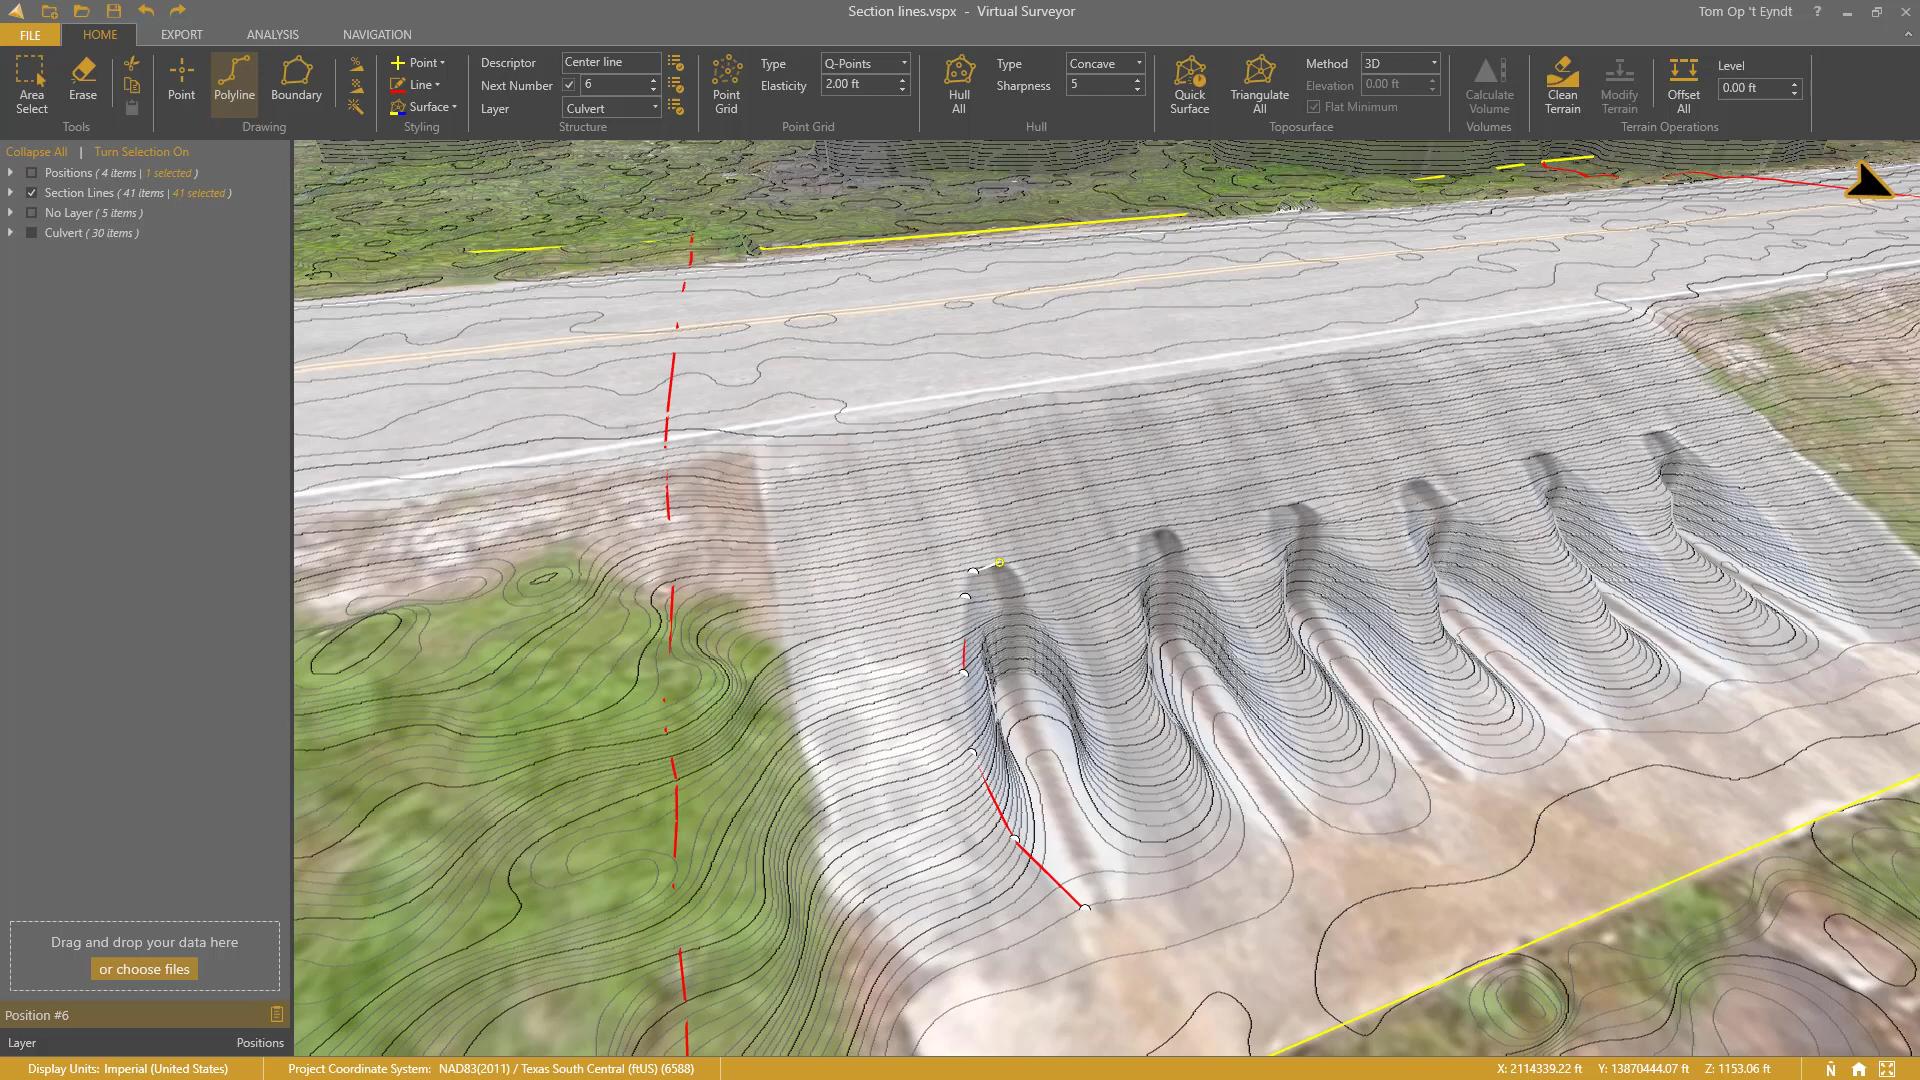 Section lines.vspx - Virtual Surveyor
Tom Op 't Eyndt ?
FILE HOME EXPORT ANALYSIS NAVIGATION
Area Select
Erase
Tools
Point
Polyline
Boundary
Drawing
Point
Line
Surface
Styling
Descriptor Center line
Next Number 6
Layer Culvert
Structure
Point Grid
Type Q-Points
Elasticity 2.00 ft
Point Grid
Hull All
Type Concave
Sharpness 5
Hull
Quick Surface
Triangulate All
Method 3D
Elevation 0.00 ft
Flat Minimum
Toposurface
Calculate Volume
Volumes
Clean Terrain
Modify Terrain
Offset All
Level
0.00 ft
Terrain Operations
Collapse All | Turn Selection On
Positions ( 4 items | 1 selected )
Section Lines ( 41 items | 41 selected )
No Layer ( 5 items )
Culvert ( 30 items )
Drag and drop your data here
or choose files
Position #6
Layer Positions
Display Units: Imperial (United States) Project Coordinate System: NAD83(2011) / Texas South Central (ftUS) (6588) X: 2114339.22 ft Y: 13870444.07 ft Z: 1153.06 ft